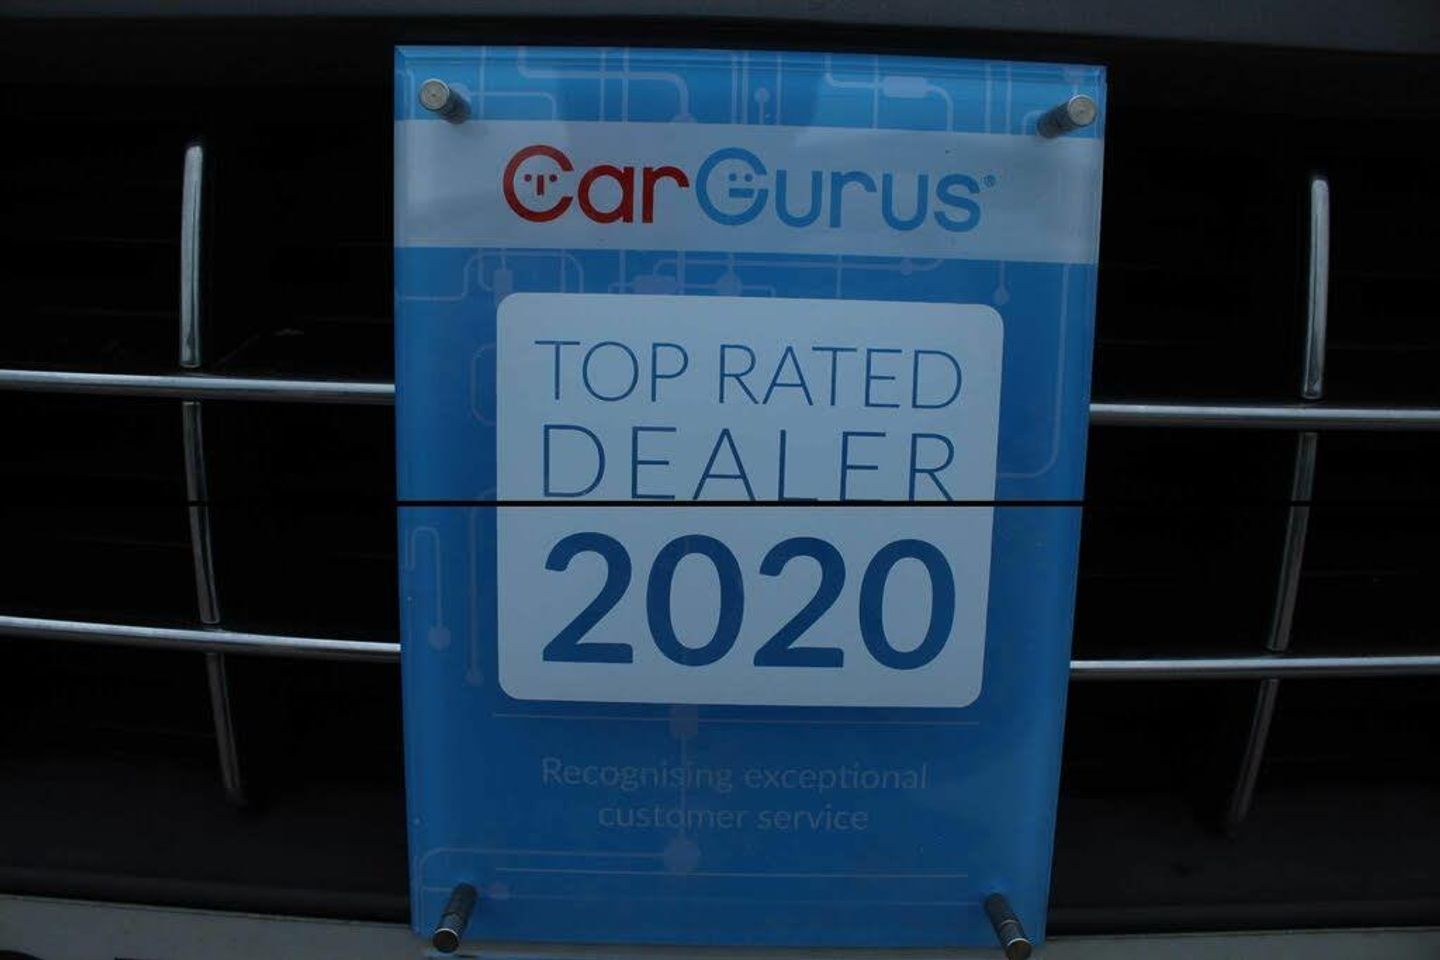 CarGurus®
TOP RATED
DEALER
2020
Recognising exceptional
customer service